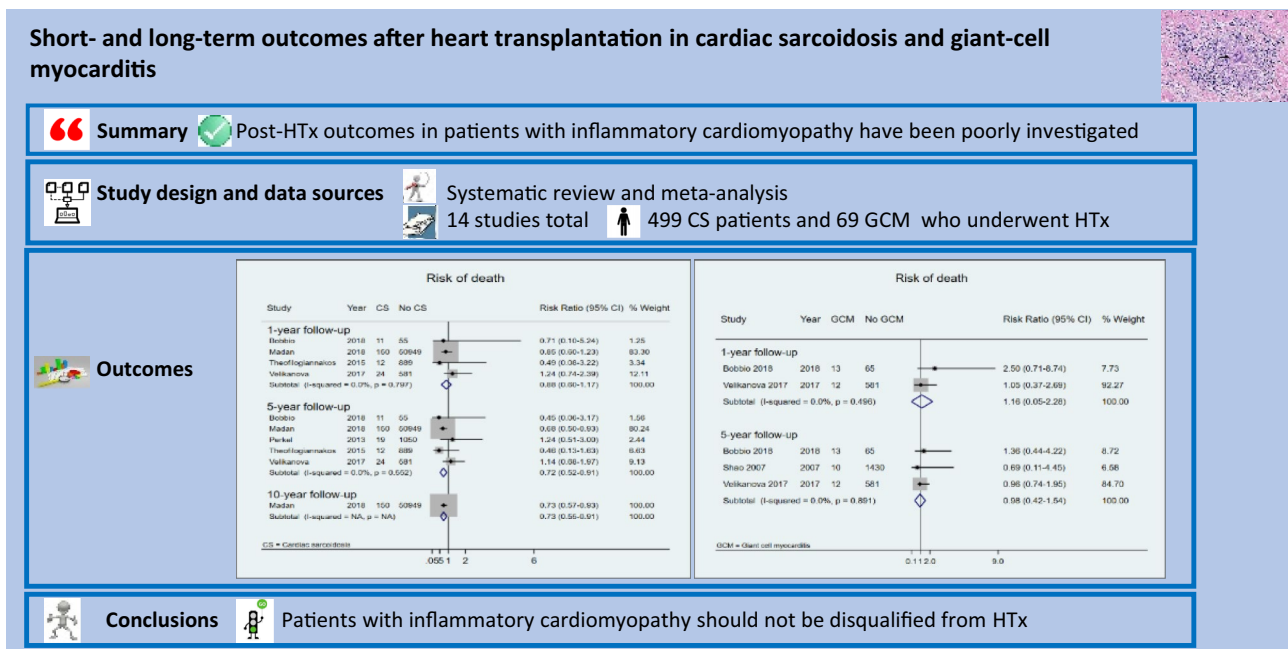 Short- and long-term outcomes after heart transplantation in cardiac sarcoidosis and giant-cell
myocarditis
Summary Post-HTx outcomes in patients with inflammatory cardiomyopathy have been poorly investigated
Study design and data sources Systematic review and meta-analysis
14 studies total 499 CS patients and 69 GCM who underwent HTx
Outcomes
Risk of death
Study Year CS No CS Risk Ratio (95% CI) % Weight
1-year follow-up
Bobbio 2018 11 55 0.71 (0.10-5.24) 1.25
Madan 2018 150 50949 0.85 (0.60-1.23) 83.30
Theofilogiannakos 2015 12 889 0.49 (0.08-3.22) 3.34
Velikanova 2017 24 581 1.24 (0.74-2.39) 12.11
Subtotal (I-squared = 0.0%, p = 0.797) 0.88 (0.60-1.17) 100.00
5-year follow-up
Bobbio 2018 11 55 0.45 (0.06-3.17) 1.56
Madan 2018 150 50949 0.68 (0.50-0.93) 80.24
Perkel 2013 19 1050 1.24 (0.51-3.00) 2.44
Theofilogiannakos 2015 12 889 0.46 (0.13-1.63) 6.63
Velikanova 2017 24 581 1.14 (0.66-1.97) 9.13
Subtotal (I-squared = 0.0%, p = 0.652) 0.72 (0.52-0.91) 100.00
10-year follow-up
Madan 2018 150 50949 0.73 (0.57-0.93) 100.00
Subtotal (I-squared = NA, p = NA) 0.73 (0.55-0.91) 100.00
CS = Cardiac sarcoidosis
.055 1 2 6
Risk of death
Study Year GCM No GCM Risk Ratio (95% CI) % Weight
1-year follow-up
Bobbio 2018 2018 13 65 2.50 (0.71-8.74) 7.73
Velikanova 2017 2017 12 581 1.05 (0.37-2.69) 92.27
Subtotal (I-squared = 0.0%, p = 0.496) 1.16 (0.05-2.28) 100.00
5-year follow-up
Bobbio 2018 2018 13 65 1.36 (0.44-4.22) 8.72
Shao 2007 2007 10 1430 0.69 (0.11-4.45) 6.58
Velikanova 2017 2017 12 581 0.96 (0.74-1.95) 84.70
Subtotal (I-squared = 0.0%, p = 0.891) 0.98 (0.42-1.54) 100.00
GCM = Giant cell myocarditis
0.1 1 2.0 9.0
Conclusions Patients with inflammatory cardiomyopathy should not be disqualified from HTx